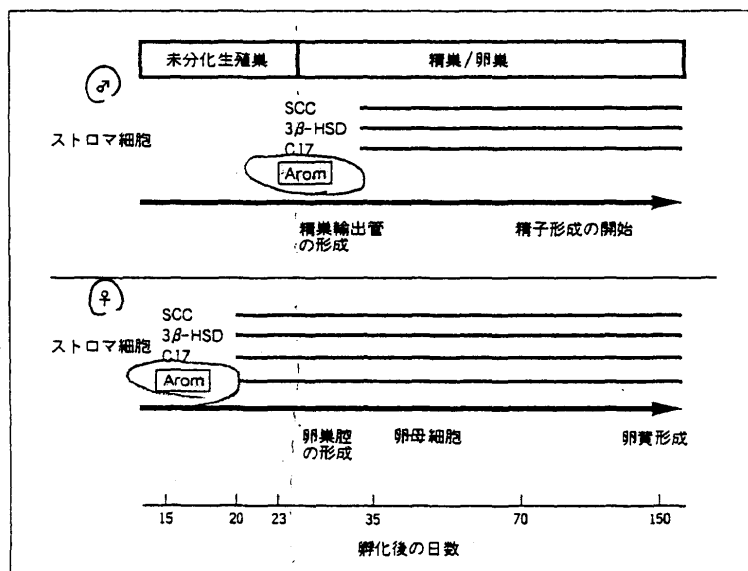 未分化生殖巣 精巣/卵巣
♂
SCC
3β-HSD
ストロマ細胞
C17
Arom
精巣輸出管
の形成
精子形成の開始
♀
SCC
3β-HSD
ストロマ細胞
C17
Arom
卵巣腔
の形成
卵母細胞
卵黄形成
15 20 23 35 70 150
孵化後の日数